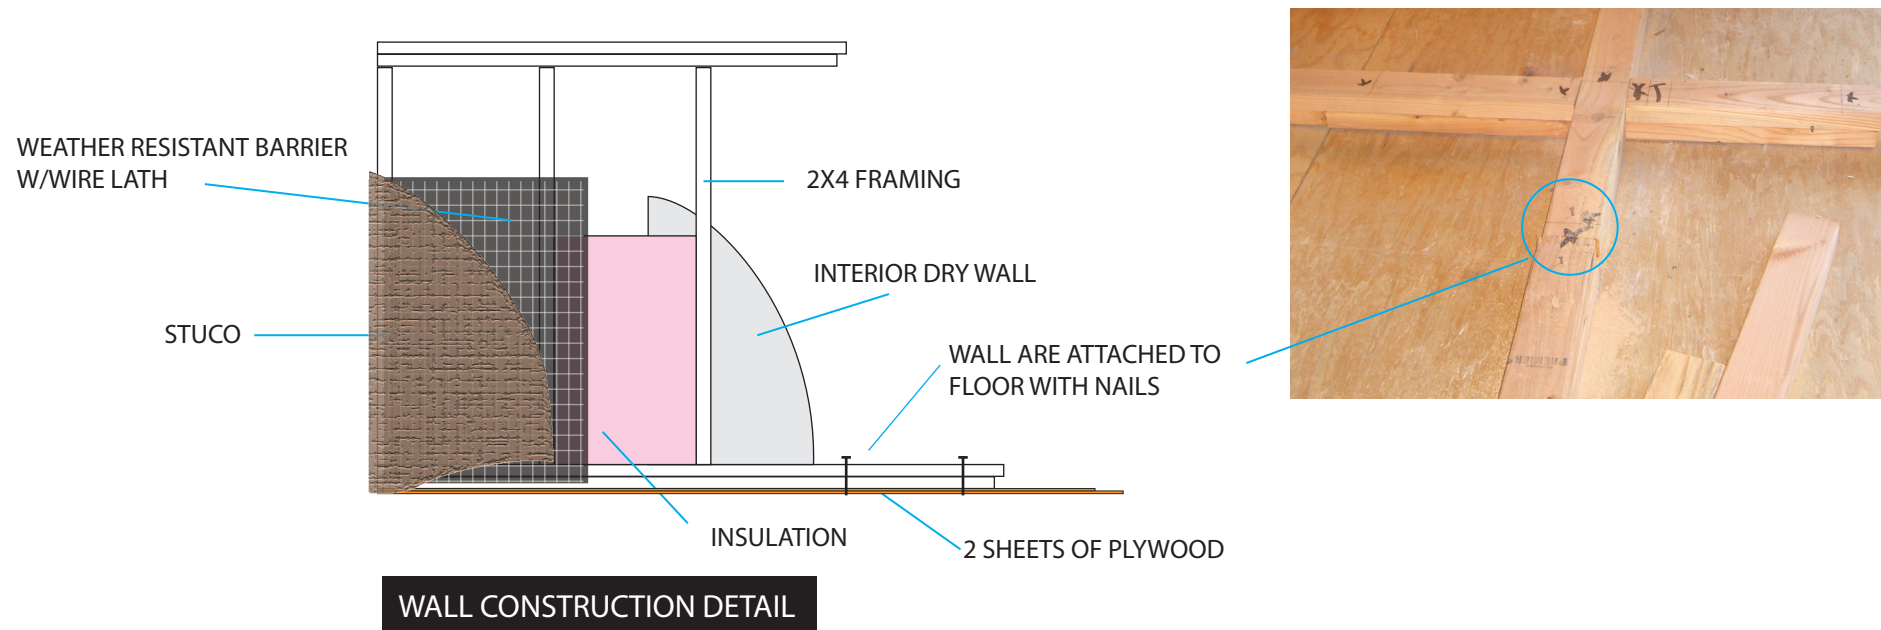 WEATHER RESISTANT BARRIER
W/WIRE LATH
2X4 FRAMING
INTERIOR DRY WALL
STUCO
WALL ARE ATTACHED TO
FLOOR WITH NAILS
INSULATION
2 SHEETS OF PLYWOOD
WALL CONSTRUCTION DETAIL